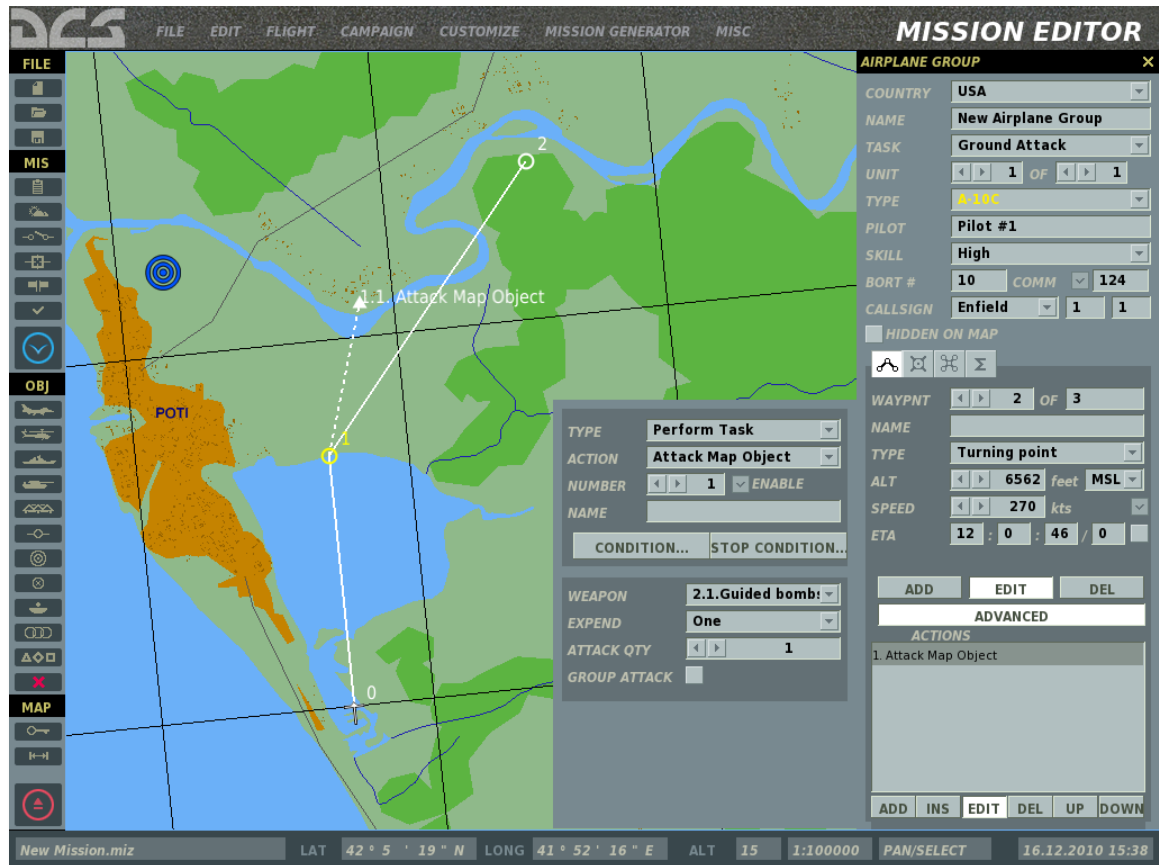 DCS FILE EDIT FLIGHT CAMPAIGN CUSTOMIZE MISSION GENERATOR MISC MISSION EDITOR
FILE
MIS
OBJ
MAP
2
1.1. Attack Map Object
POTI
1
0
TYPE Perform Task
ACTION Attack Map Object
NUMBER 1 ENABLE
NAME
CONDITION... STOP CONDITION...
WEAPON 2.1.Guided bombs
EXPEND One
ATTACK QTY 1
GROUP ATTACK
AIRPLANE GROUP X
COUNTRY USA
NAME New Airplane Group
TASK Ground Attack
UNIT 1 OF 1
TYPE A-10C
PILOT Pilot #1
SKILL High
BORT # 10 COMM 124
CALLSIGN Enfield 1 1
HIDDEN ON MAP
Σ
WAYPNT 2 OF 3
NAME
TYPE Turning point
ALT 6562 feet MSL
SPEED 270 kts
ETA 12 : 0 : 46 / 0
ADD EDIT DEL
ADVANCED
ACTIONS
1. Attack Map Object
ADD INS EDIT DEL UP DOWN
New Mission.miz LAT 42 ° 5 ' 19 " N LONG 41 ° 52 ' 16 " E ALT 15 1:100000 PAN/SELECT 16.12.2010 15:38